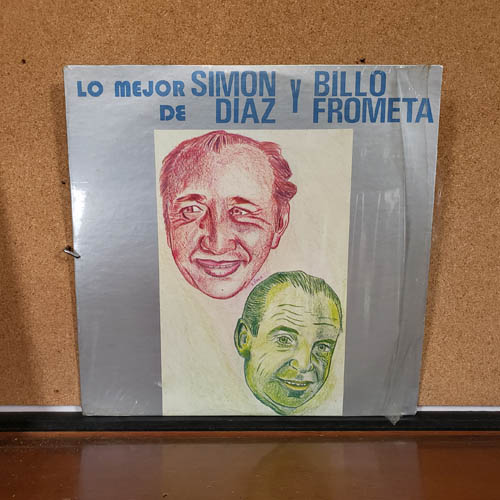 LO MEJOR SIMON Y BILLO
DE DIAZ FROMETA